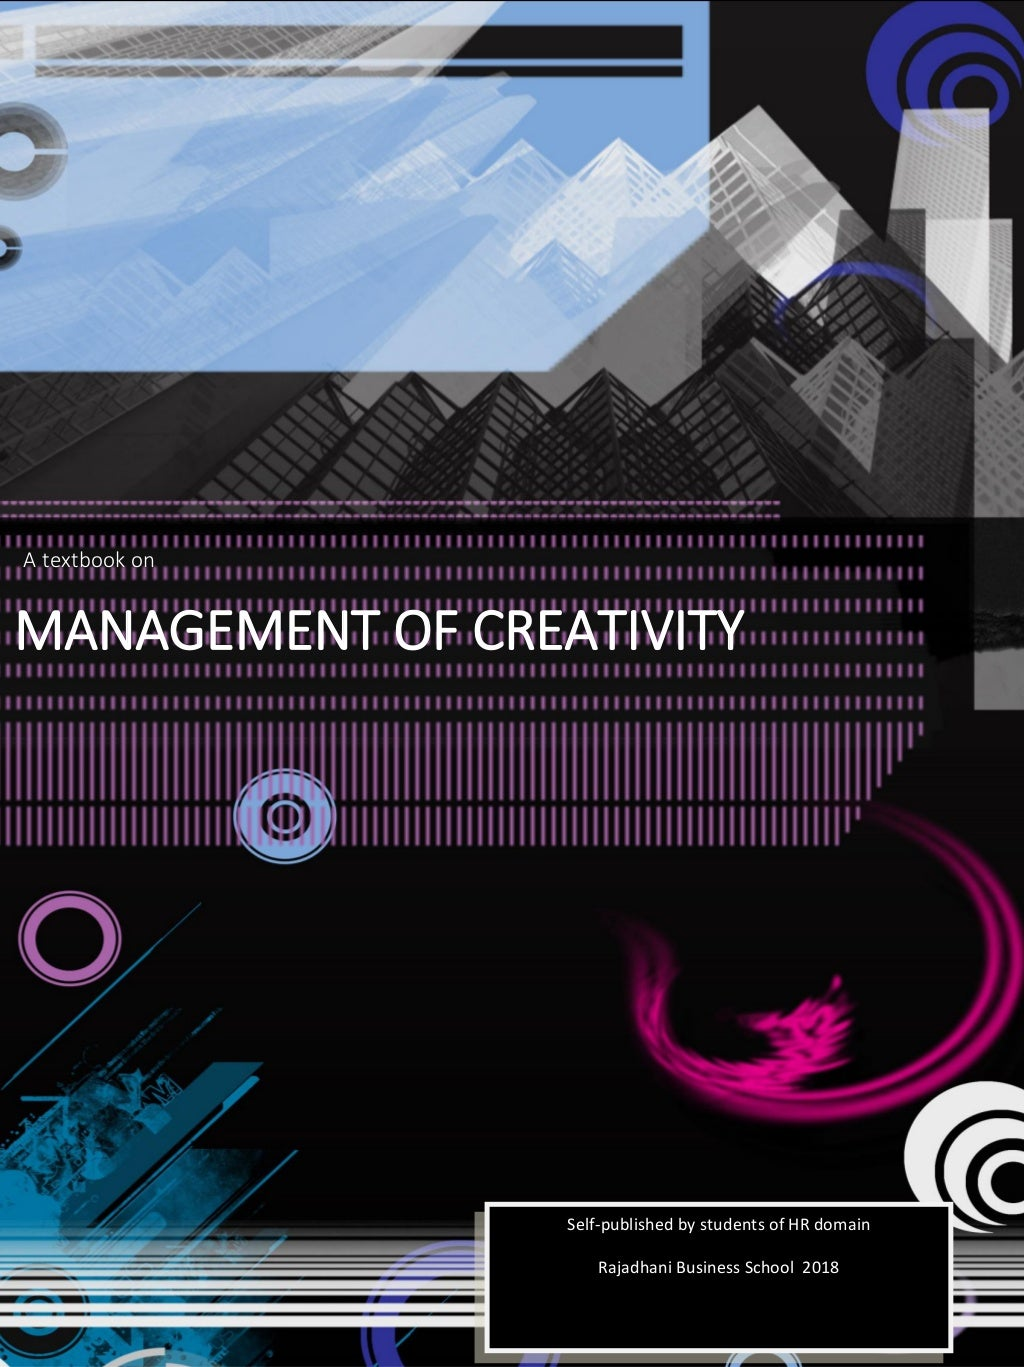 A textbook on
MANAGEMENT OF CREATIVITY
Self-published by students of HR domain
Rajadhani Business School 2018